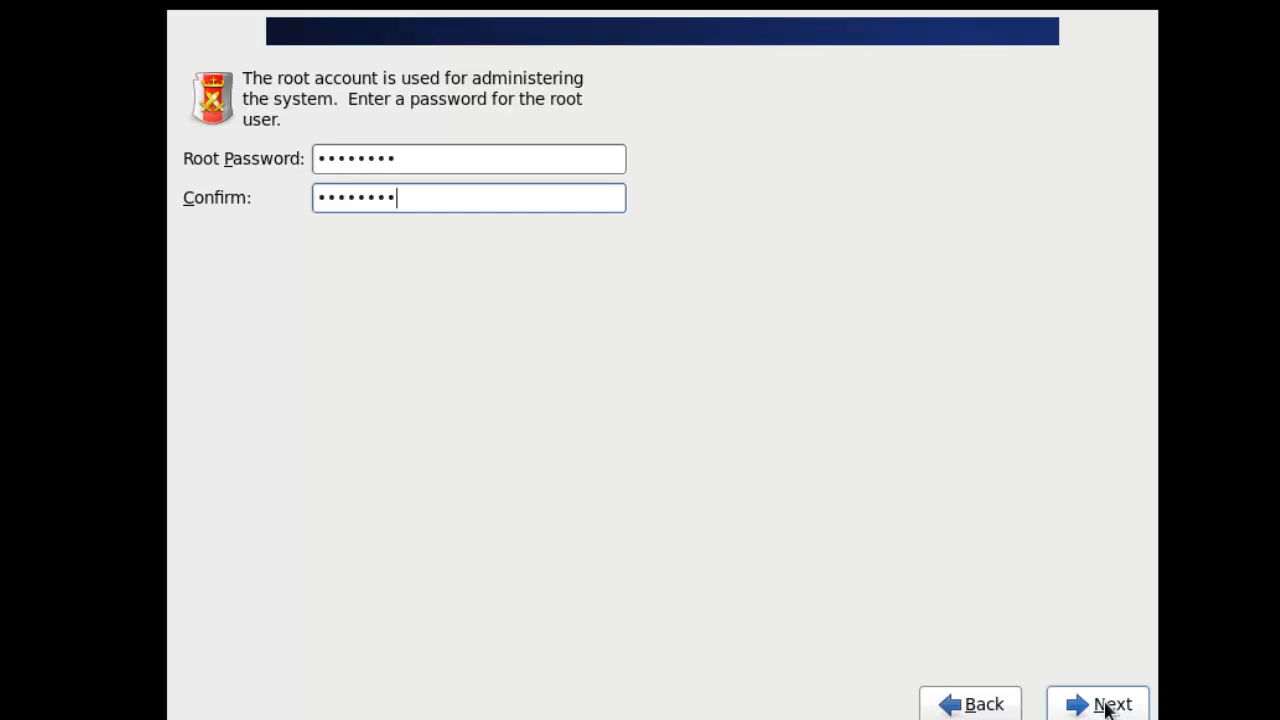 The root account is used for administering
the system.  Enter a password for the root
user.
Root Password: ••••••••
Confirm: ••••••••
Back
Next